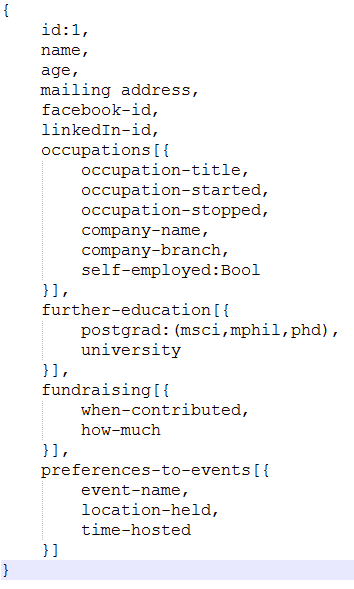 {
id:1,
name,
age,
mailing address,
facebook-id,
linkedIn-id,
occupations[{
occupation-title,
occupation-started,
occupation-stopped,
company-name,
company-branch,
self-employed:Bool
}],
further-education[{
postgrad:(msci,mphil,phd),
university
}],
fundraising[{
when-contributed,
how-much
}],
preferences-to-events[{
event-name,
location-held,
time-hosted
}]
}